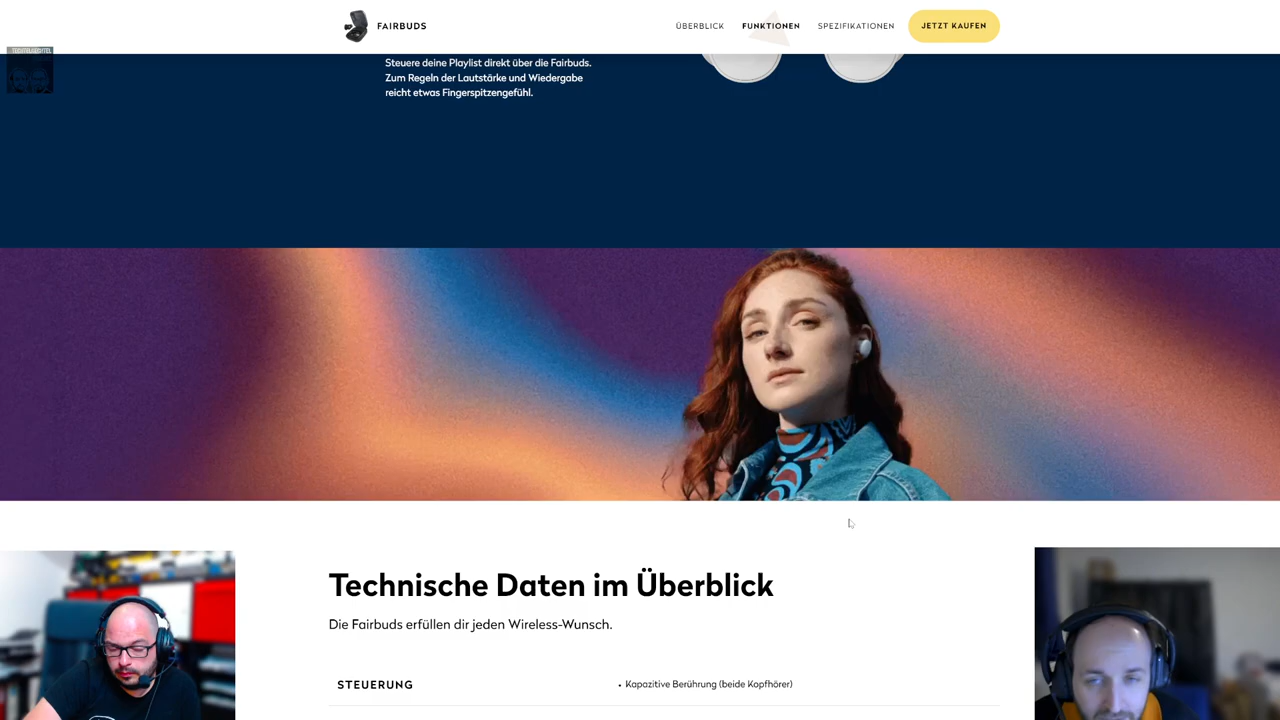 FAIRBUDS
ÜBERBLICK
FUNKTIONEN
SPEZIFIKATIONEN
JETZT KAUFEN
Steuere deine Playlist direkt über die Fairbuds.
Zum Regeln der Lautstärke und Wiedergabe
reicht etwas Fingerspitzengefühl.
Technische Daten im Überblick
Die Fairbuds erfüllen dir jeden Wireless-Wunsch.
STEUERUNG
• Kapazitive Berührung (beide Kopfhörer)